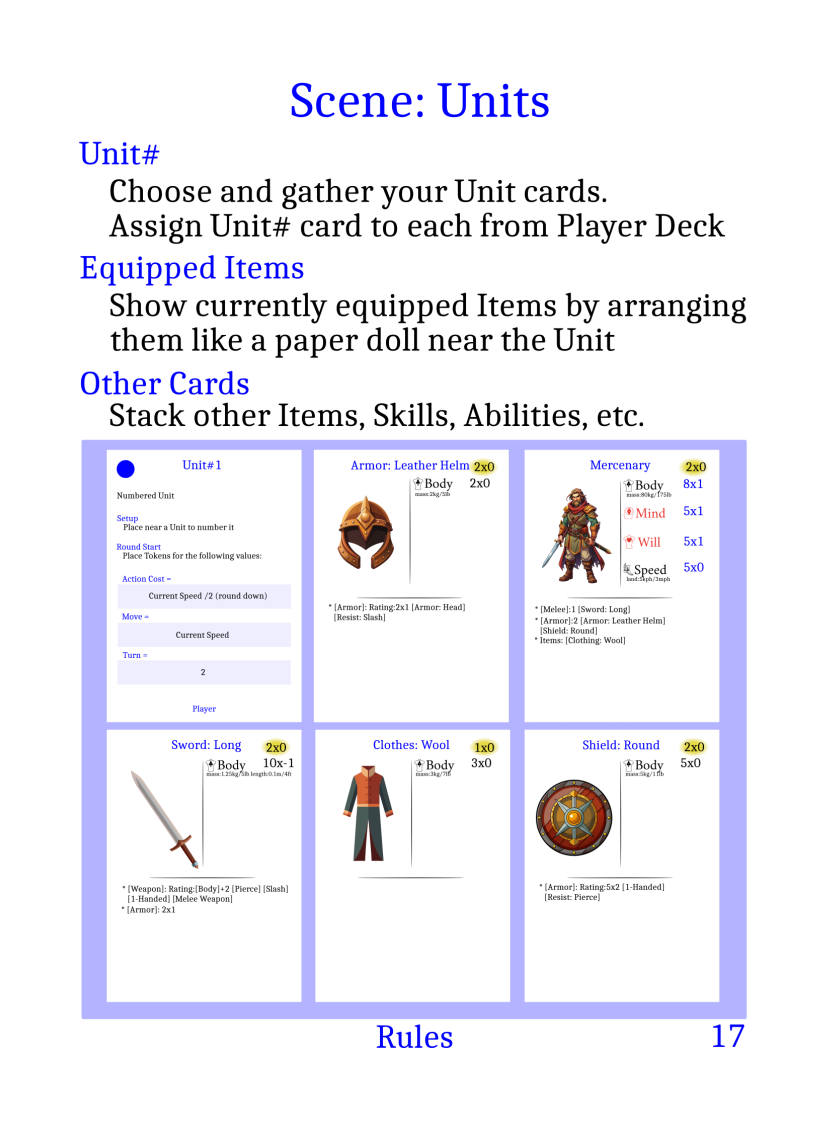 Scene: Units
Unit#
Choose and gather your Unit cards.
Assign Unit# card to each from Player Deck
Equipped Items
Show currently equipped Items by arranging
them like a paper doll near the Unit
Other Cards
Stack other Items, Skills, Abilities, etc.
Unit#1
Numbered Unit
Setup
Place near a Unit to number it
Round Start
Place Tokens for the following values:
Action Cost =
Current Speed /2 (round down)
Move =
Current Speed
Turn =
2
Player
Armor: Leather Helm 2x0
Body 2x0
mass:2kg/5lb
* [Armor]: Rating:2x1 [Armor: Head]
[Resist: Slash]
Mercenary 2x0
Body 8x1
mass:80kg/175lb
Mind 5x1
Will 5x1
Speed 5x0
land:5kph/3mph
* [Melee]:1 [Sword: Long]
* [Armor]:2 [Armor: Leather Helm]
[Shield: Round]
* Items: [Clothing: Wool]
Sword: Long 2x0
Body 10x-1
mass:1.25kg/5lb length:0.1m/4ft
* [Weapon]: Rating:[Body]+2 [Pierce] [Slash]
[1-Handed] [Melee Weapon]
* [Armor]: 2x1
Clothes: Wool 1x0
Body 3x0
mass:3kg/7lb
Shield: Round 2x0
Body 5x0
mass:5kg/11lb
* [Armor]: Rating:5x2 [1-Handed]
[Resist: Pierce]
Rules 17